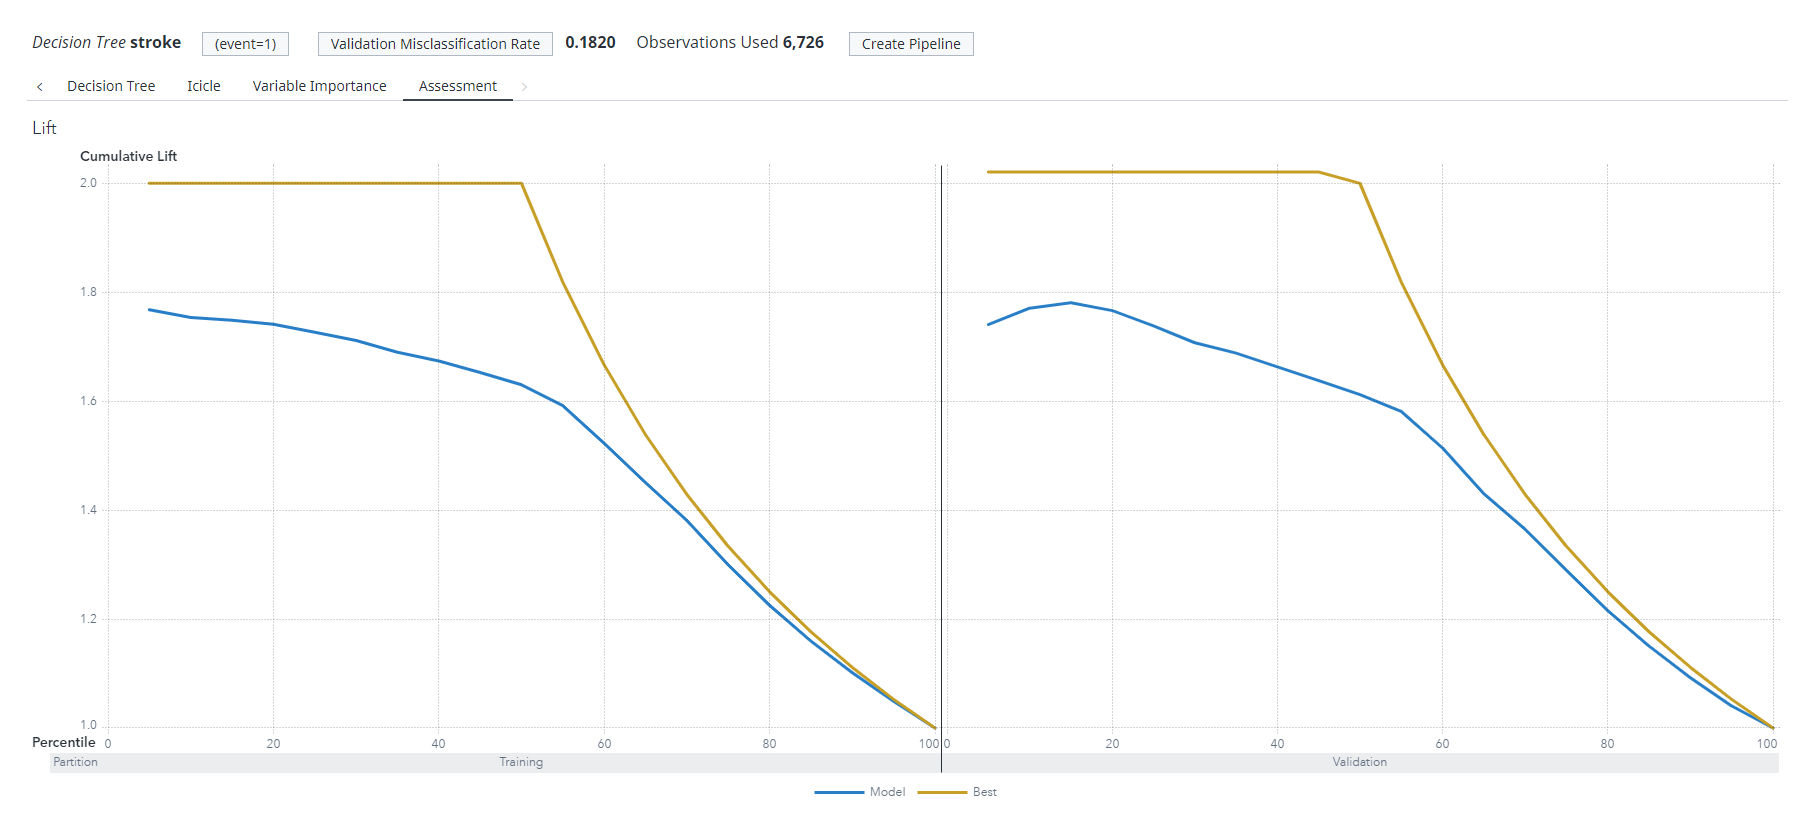 Decision Tree stroke (event=1) Validation Misclassification Rate 0.1820 Observations Used 6,726 Create Pipeline
< Decision Tree Icicle Variable Importance Assessment >
Lift
Cumulative Lift
2.0
1.8
1.6
1.4
1.2
1.0
Percentile 0 20 40 60 80 100 0 20 40 60 80 100
Partition Training Validation
Model Best